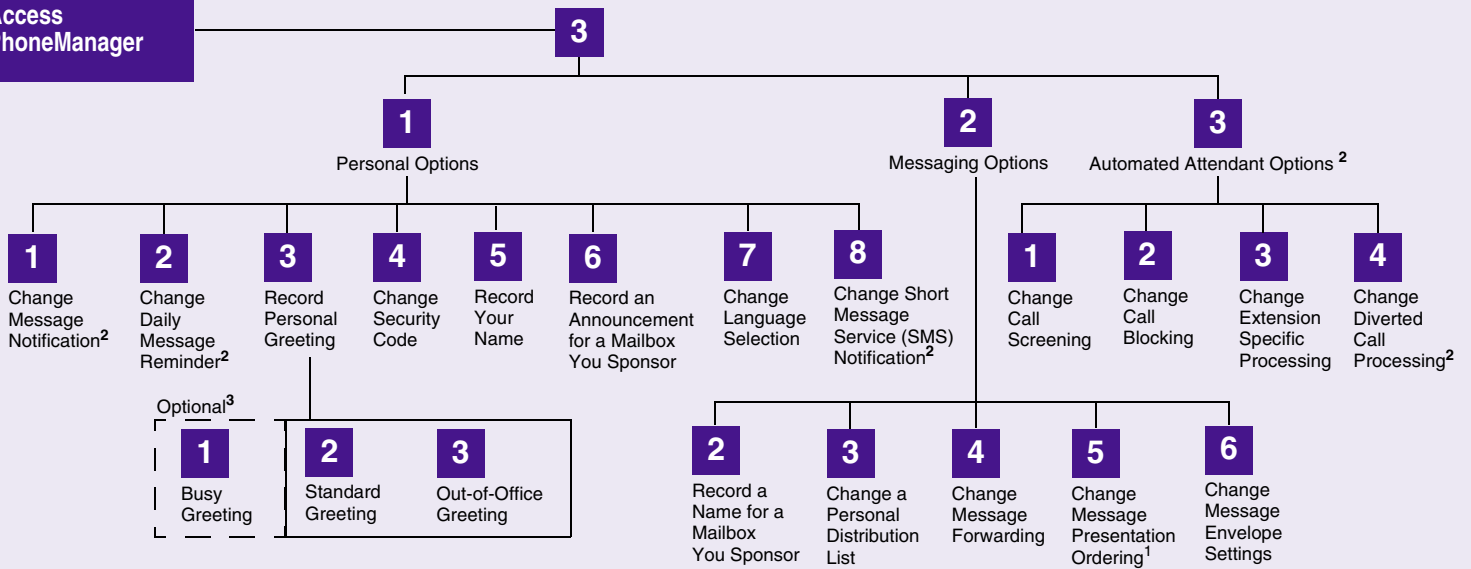 Access
PhoneManager
3
1
Personal Options
2
Messaging Options
3
Automated Attendant Options 2
1
Change
Message
Notification2
2
Change
Daily
Message
Reminder2
3
Record
Personal
Greeting
4
Change
Security
Code
5
Record
Your
Name
6
Record an
Announcement
for a Mailbox
You Sponsor
7
Change
Language
Selection
8
Change Short
Message
Service (SMS)
Notification2
1
Change
Call
Screening
2
Change
Call
Blocking
3
Change
Extension
Specific
Processing
4
Change
Diverted
Call
Processing2
Optional3
1
Busy
Greeting
2
Standard
Greeting
3
Out-of-Office
Greeting
2
Record a
Name for a
Mailbox
You Sponsor
3
Change a
Personal
Distribution
List
4
Change
Message
Forwarding
5
Change
Message
Presentation
Ordering1
6
Change
Message
Envelope
Settings